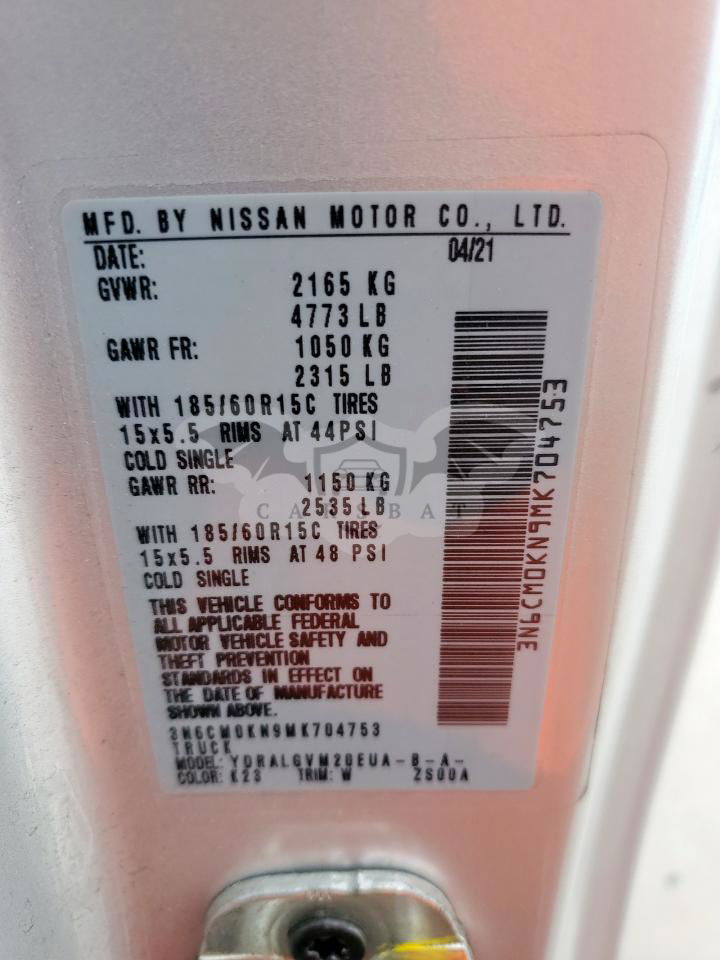 MFD. BY NISSAN MOTOR CO., LTD.
DATE: 04/21
GVWR: 2165 KG
4773 LB
GAWR FR: 1050 KG
2315 LB
WITH 185/60R15C TIRES
15x5.5 RIMS AT 44PSI
COLD SINGLE
GAWR RR: 1150 KG
2535 LB
WITH 185/60R15C TIRES
15x5.5 RIMS AT 48 PSI
COLD SINGLE
THIS VEHICLE CONFORMS TO
ALL APPLICABLE FEDERAL
MOTOR VEHICLE SAFETY AND
THEFT PREVENTION
STANDARDS IN EFFECT ON
THE DATE OF MANUFACTURE
SHOWN ABOVE.
3N6CM0KN9MK704753
TRUCK
MODEL: YDRALGVM20EUA-B-A-
COLOR: K23 TRIM: W ZS00A
3N6CM0KN9MK704753
CARSBAT